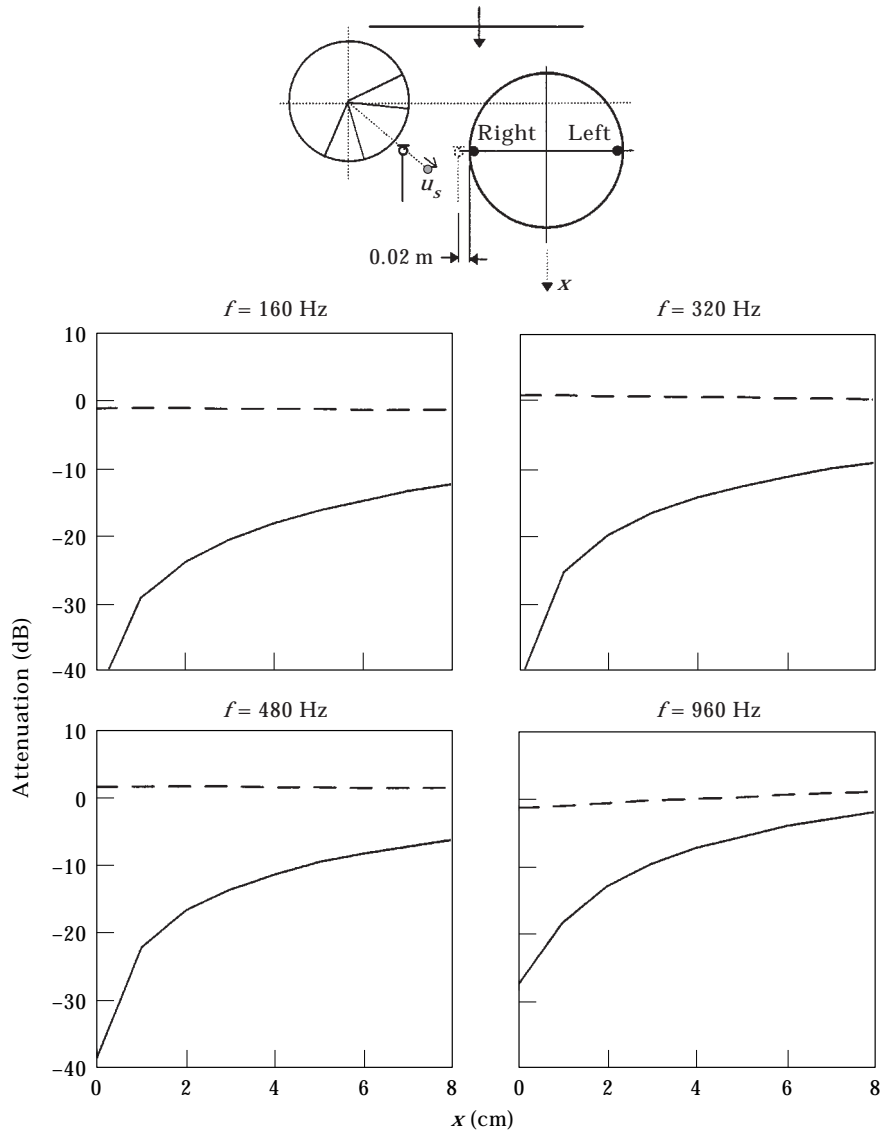 Right Left
u_s
0.02 m
x
f = 160 Hz
f = 320 Hz
10
0
–10
–20
–30
–40
f = 480 Hz
f = 960 Hz
10
0
–10
–20
–30
–40
0 2 4 6 8
0 2 4 6 8
Attenuation (dB)
x (cm)